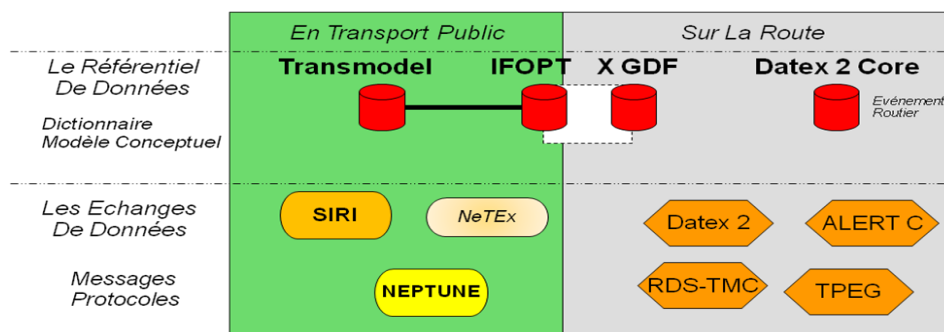 En Transport Public
Sur La Route
Le Référentiel
De Données
Transmodel
IFOPT
X GDF
Datex 2 Core
Evénement
Routier
Dictionnaire
Modèle Conceptuel
Les Echanges
De Données
SIRI
NeTEx
Datex 2
ALERT C
Messages
Protocoles
NEPTUNE
RDS-TMC
TPEG